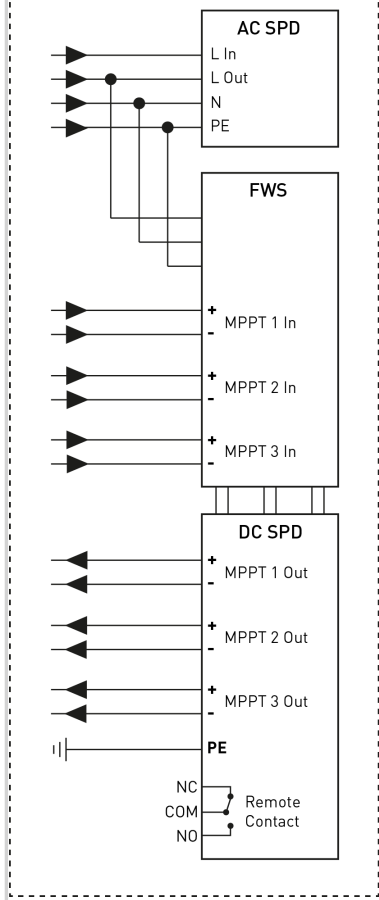 AC SPD
L In
L Out
N
PE
FWS
+
MPPT 1 In
-
+
MPPT 2 In
-
+
MPPT 3 In
-
DC SPD
+
MPPT 1 Out
-
+
MPPT 2 Out
-
+
MPPT 3 Out
-
PE
NC
COM
NO
Remote
Contact